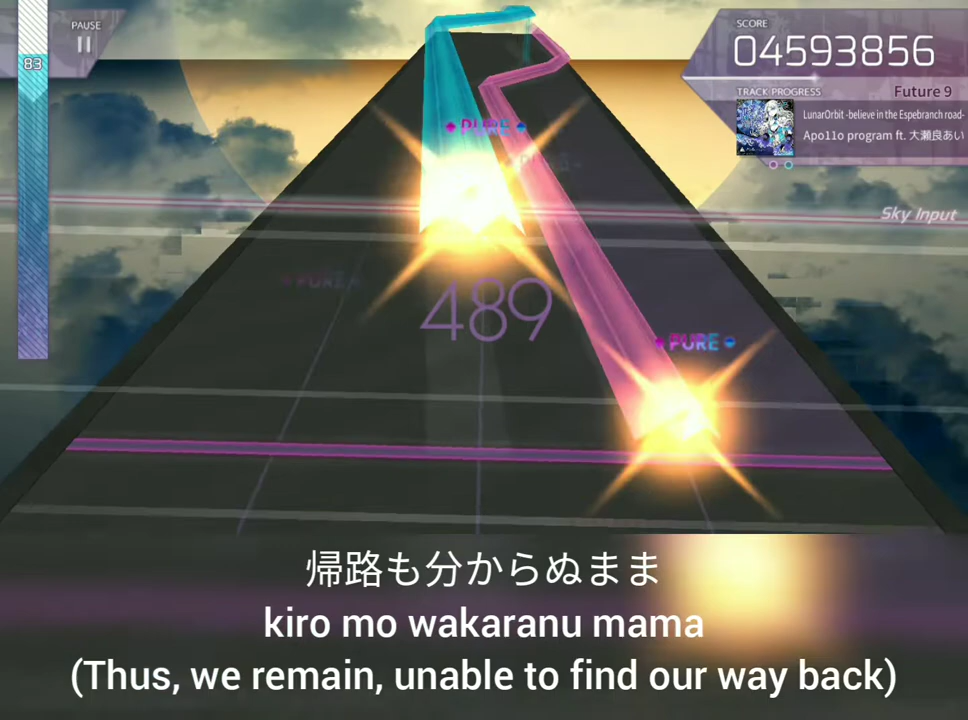 PAUSE
83
SCORE
04593856
TRACK PROGRESS
Future 9
LunarOrbit -believe in the Espebranch road-
Apo11o program ft. 大瀬良あい
PURE
PURE
Sky Input
PURE
489
PURE
帰路も分からぬまま
kiro mo wakaranu mama
(Thus, we remain, unable to find our way back)